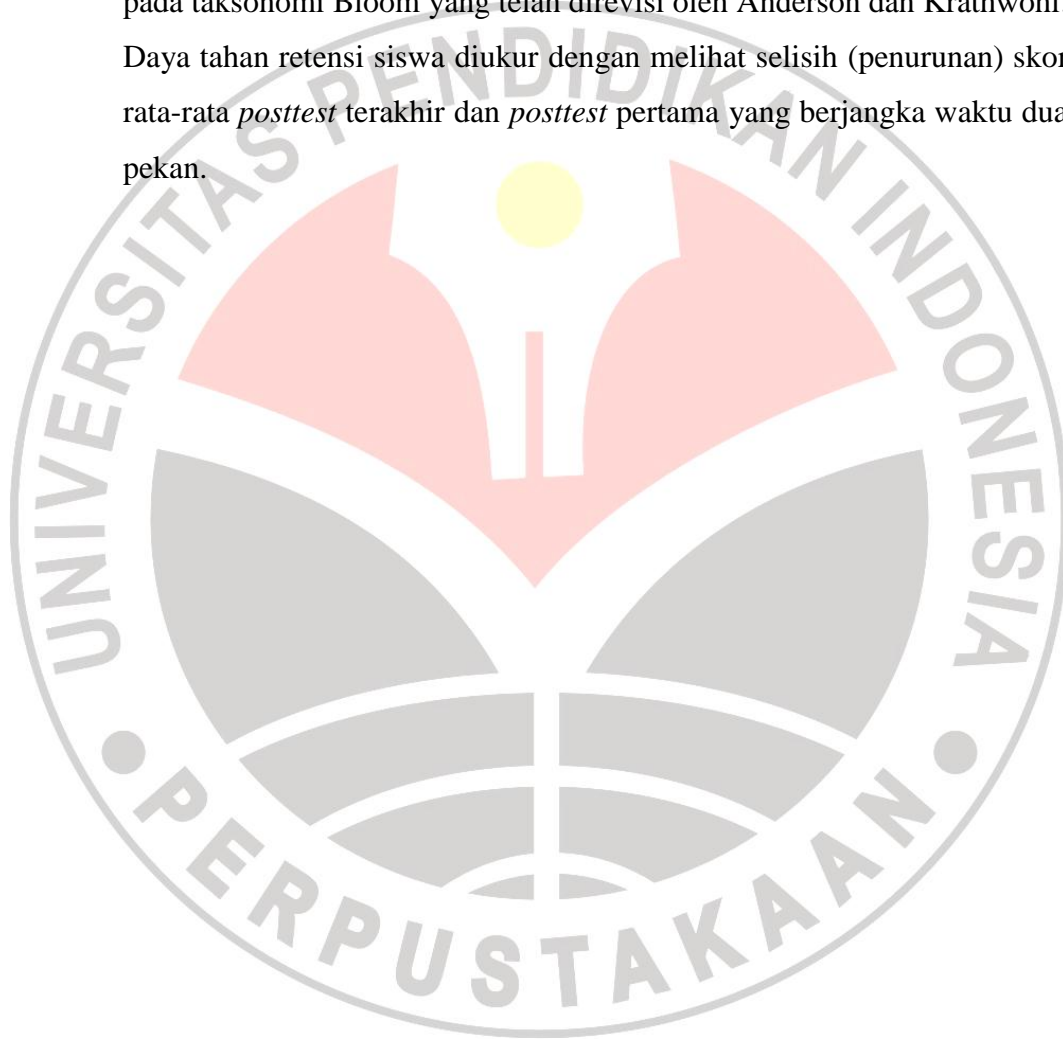 pada taksonomi Bloom yang telah direvisi oleh Anderson dan Krathwohl
Daya tahan retensi siswa diukur dengan melihat selisih (penurunan) skor
rata-rata posttest terakhir dan posttest pertama yang berjangka waktu dua
pekan.
UNIVERSITAS PENDIDIKAN INDONESIA
PERPUSTAKAAN